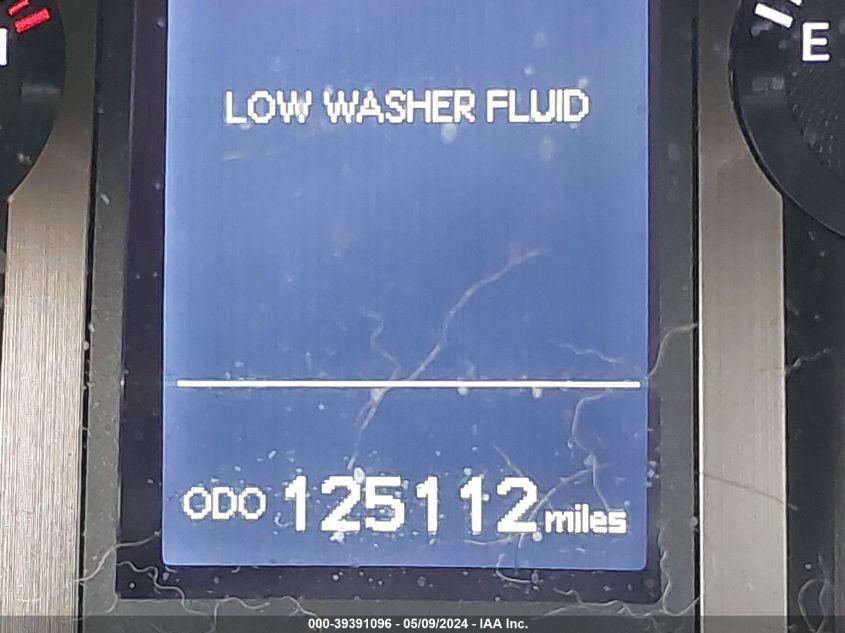 E
LOW WASHER FLUID
ODO 125112 miles
000-39391096 - 05/09/2024 - IAA Inc.